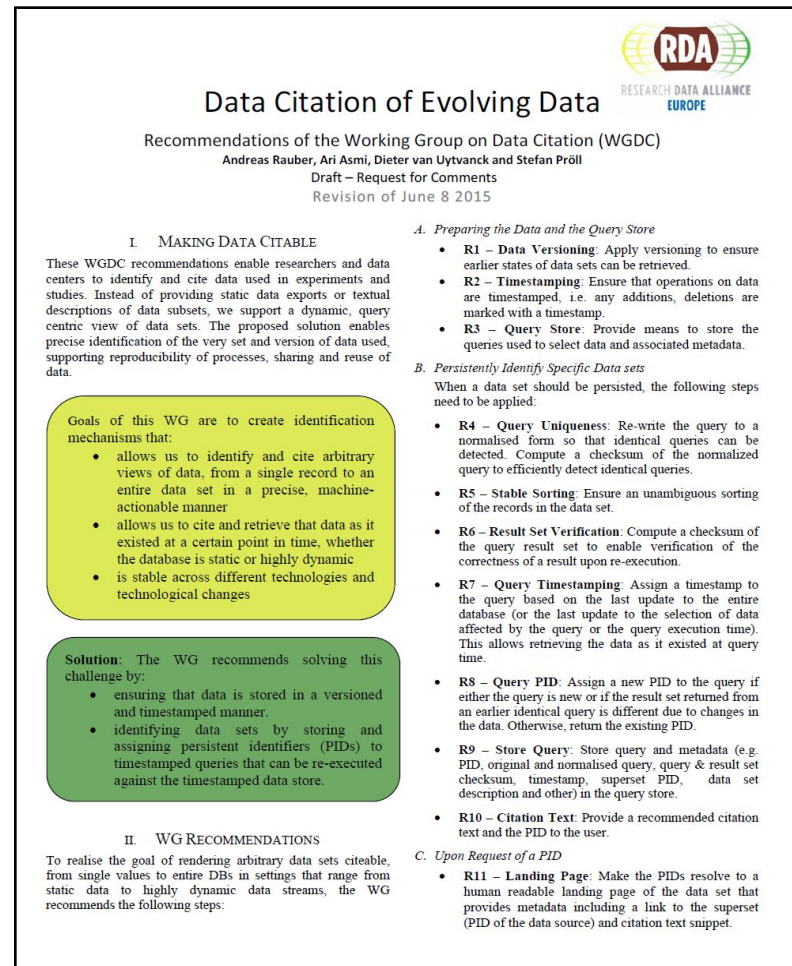 RDA
RESEARCH DATA ALLIANCE
EUROPE
Data Citation of Evolving Data
Recommendations of the Working Group on Data Citation (WGDC)
Andreas Rauber, Ari Asmi, Dieter van Uytvanck and Stefan Pröll
Draft – Request for Comments
Revision of June 8 2015
I. MAKING DATA CITABLE
These WGDC recommendations enable researchers and data
centers to identify and cite data used in experiments and
studies. Instead of providing static data exports or textual
descriptions of data subsets, we support a dynamic, query
centric view of data sets. The proposed solution enables
precise identification of the very set and version of data used,
supporting reproducibility of processes, sharing and reuse of
data.
Goals of this WG are to create identification
mechanisms that:
• allows us to identify and cite arbitrary
views of data, from a single record to an
entire data set in a precise, machine-
actionable manner
• allows us to cite and retrieve that data as it
existed at a certain point in time, whether
the database is static or highly dynamic
• is stable across different technologies and
technological changes
Solution: The WG recommends solving this
challenge by:
• ensuring that data is stored in a versioned
and timestamped manner.
• identifying data sets by storing and
assigning persistent identifiers (PIDs) to
timestamped queries that can be re-executed
against the timestamped data store.
II. WG RECOMMENDATIONS
To realise the goal of rendering arbitrary data sets citeable,
from single values to entire DBs in settings that range from
static data to highly dynamic data streams, the WG
recommends the following steps:
A. Preparing the Data and the Query Store
• R1 – Data Versioning: Apply versioning to ensure
earlier states of data sets can be retrieved.
• R2 – Timestamping: Ensure that operations on data
are timestamped, i.e. any additions, deletions are
marked with a timestamp.
• R3 – Query Store: Provide means to store the
queries used to select data and associated metadata.
B. Persistently Identify Specific Data sets
When a data set should be persisted, the following steps
need to be applied:
• R4 – Query Uniqueness: Re-write the query to a
normalised form so that identical queries can be
detected. Compute a checksum of the normalized
query to efficiently detect identical queries.
• R5 – Stable Sorting: Ensure an unambiguous sorting
of the records in the data set.
• R6 – Result Set Verification: Compute a checksum of
the query result set to enable verification of the
correctness of a result upon re-execution.
• R7 – Query Timestamping: Assign a timestamp to
the query based on the last update to the entire
database (or the last update to the selection of data
affected by the query or the query execution time).
This allows retrieving the data as it existed at query
time.
• R8 – Query PID: Assign a new PID to the query if
either the query is new or if the result set returned from
an earlier identical query is different due to changes in
the data. Otherwise, return the existing PID.
• R9 – Store Query: Store query and metadata (e.g.
PID, original and normalised query, query & result set
checksum, timestamp, superset PID, data set
description and other) in the query store.
• R10 – Citation Text: Provide a recommended citation
text and the PID to the user.
C. Upon Request of a PID
• R11 – Landing Page: Make the PIDs resolve to a
human readable landing page of the data set that
provides metadata including a link to the superset
(PID of the data source) and citation text snippet.